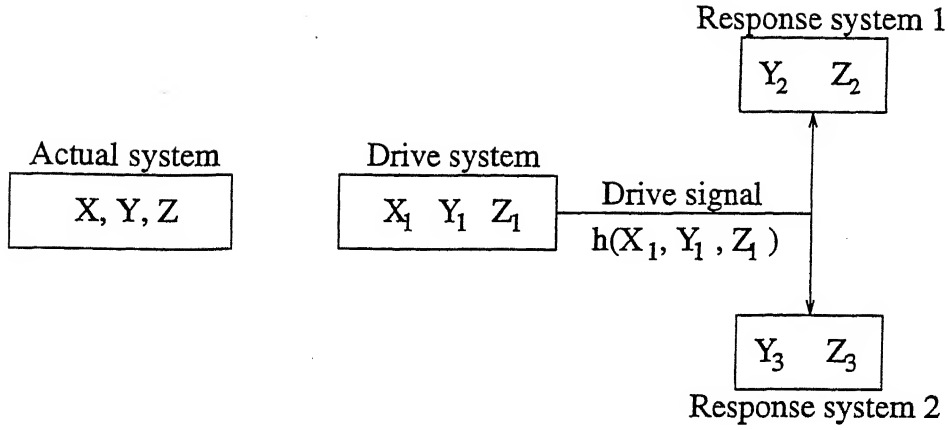 Response system 1
Y₂ Z₂
Actual system
X, Y, Z
Drive system
X₁ Y₁ Z₁
Drive signal
h(X₁, Y₁ , Z₁ )
Y₃ Z₃
Response system 2